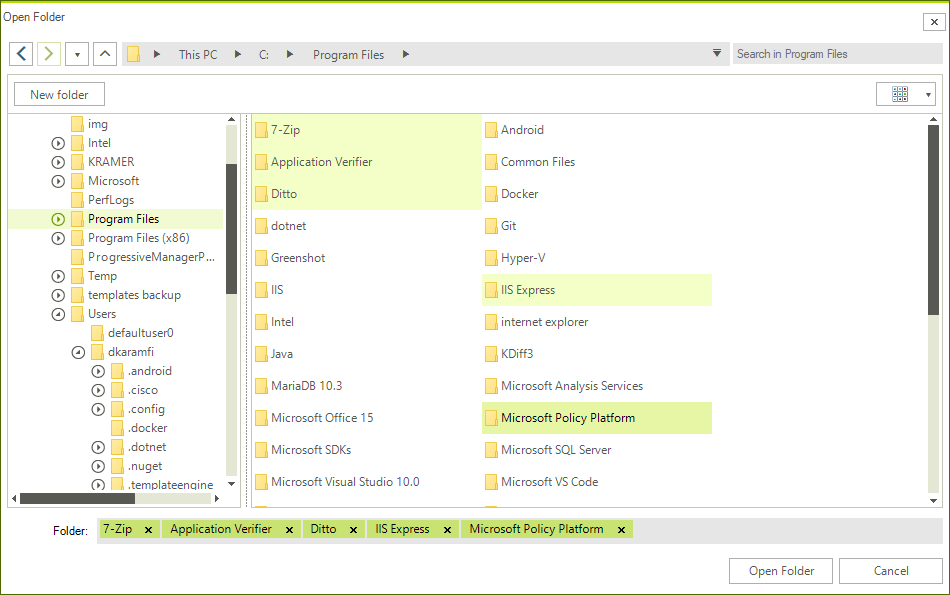 Open Folder
This PC C: Program Files
Search in Program Files
New folder
img
Intel
KRAMER
Microsoft
PerfLogs
Program Files
Program Files (x86)
ProgressiveManagerP...
Temp
templates backup
Users
defaultuser0
dkaramfi
.android
.cisco
.config
.docker
.dotnet
.nuget
.templateengine
7-Zip Android
Application Verifier Common Files
Ditto Docker
dotnet Git
Greenshot Hyper-V
IIS IIS Express
Intel internet explorer
Java KDiff3
MariaDB 10.3 Microsoft Analysis Services
Microsoft Office 15 Microsoft Policy Platform
Microsoft SDKs Microsoft SQL Server
Microsoft Visual Studio 10.0 Microsoft VS Code
Folder: 7-Zip Application Verifier Ditto IIS Express Microsoft Policy Platform
Open Folder Cancel